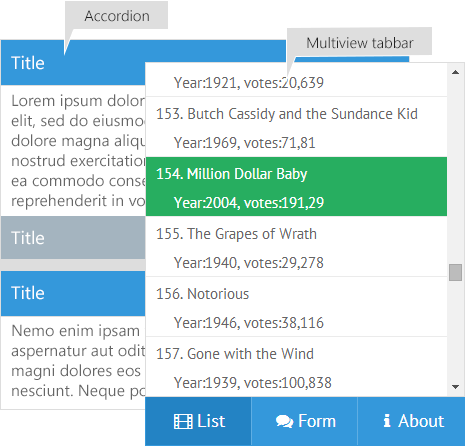 Accordion
Multiview tabbar
Title
Lorem ipsum dolor
elit, sed do eiusmo
dolore magna aliqu
nostrud exercitation
ea commodo conse
reprehenderit in vo
Title
Title
Nemo enim ipsam
aspernatur aut odit
magni dolores eos
nesciunt. Neque po
Year:1921, votes:20,639
153. Butch Cassidy and the Sundance Kid
Year:1969, votes:71,81
154. Million Dollar Baby
Year:2004, votes:191,29
155. The Grapes of Wrath
Year:1940, votes:29,278
156. Notorious
Year:1946, votes:38,116
157. Gone with the Wind
Year:1939, votes:100,838
List
Form
About